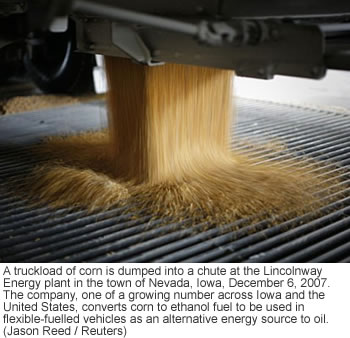 A truckload of corn is dumped into a chute at the Lincolnway
Energy plant in the town of Nevada, Iowa, December 6, 2007.
The company, one of a growing number across Iowa and the
United States, converts corn to ethanol fuel to be used in
flexible-fuelled vehicles as an alternative energy source to oil.
(Jason Reed / Reuters)